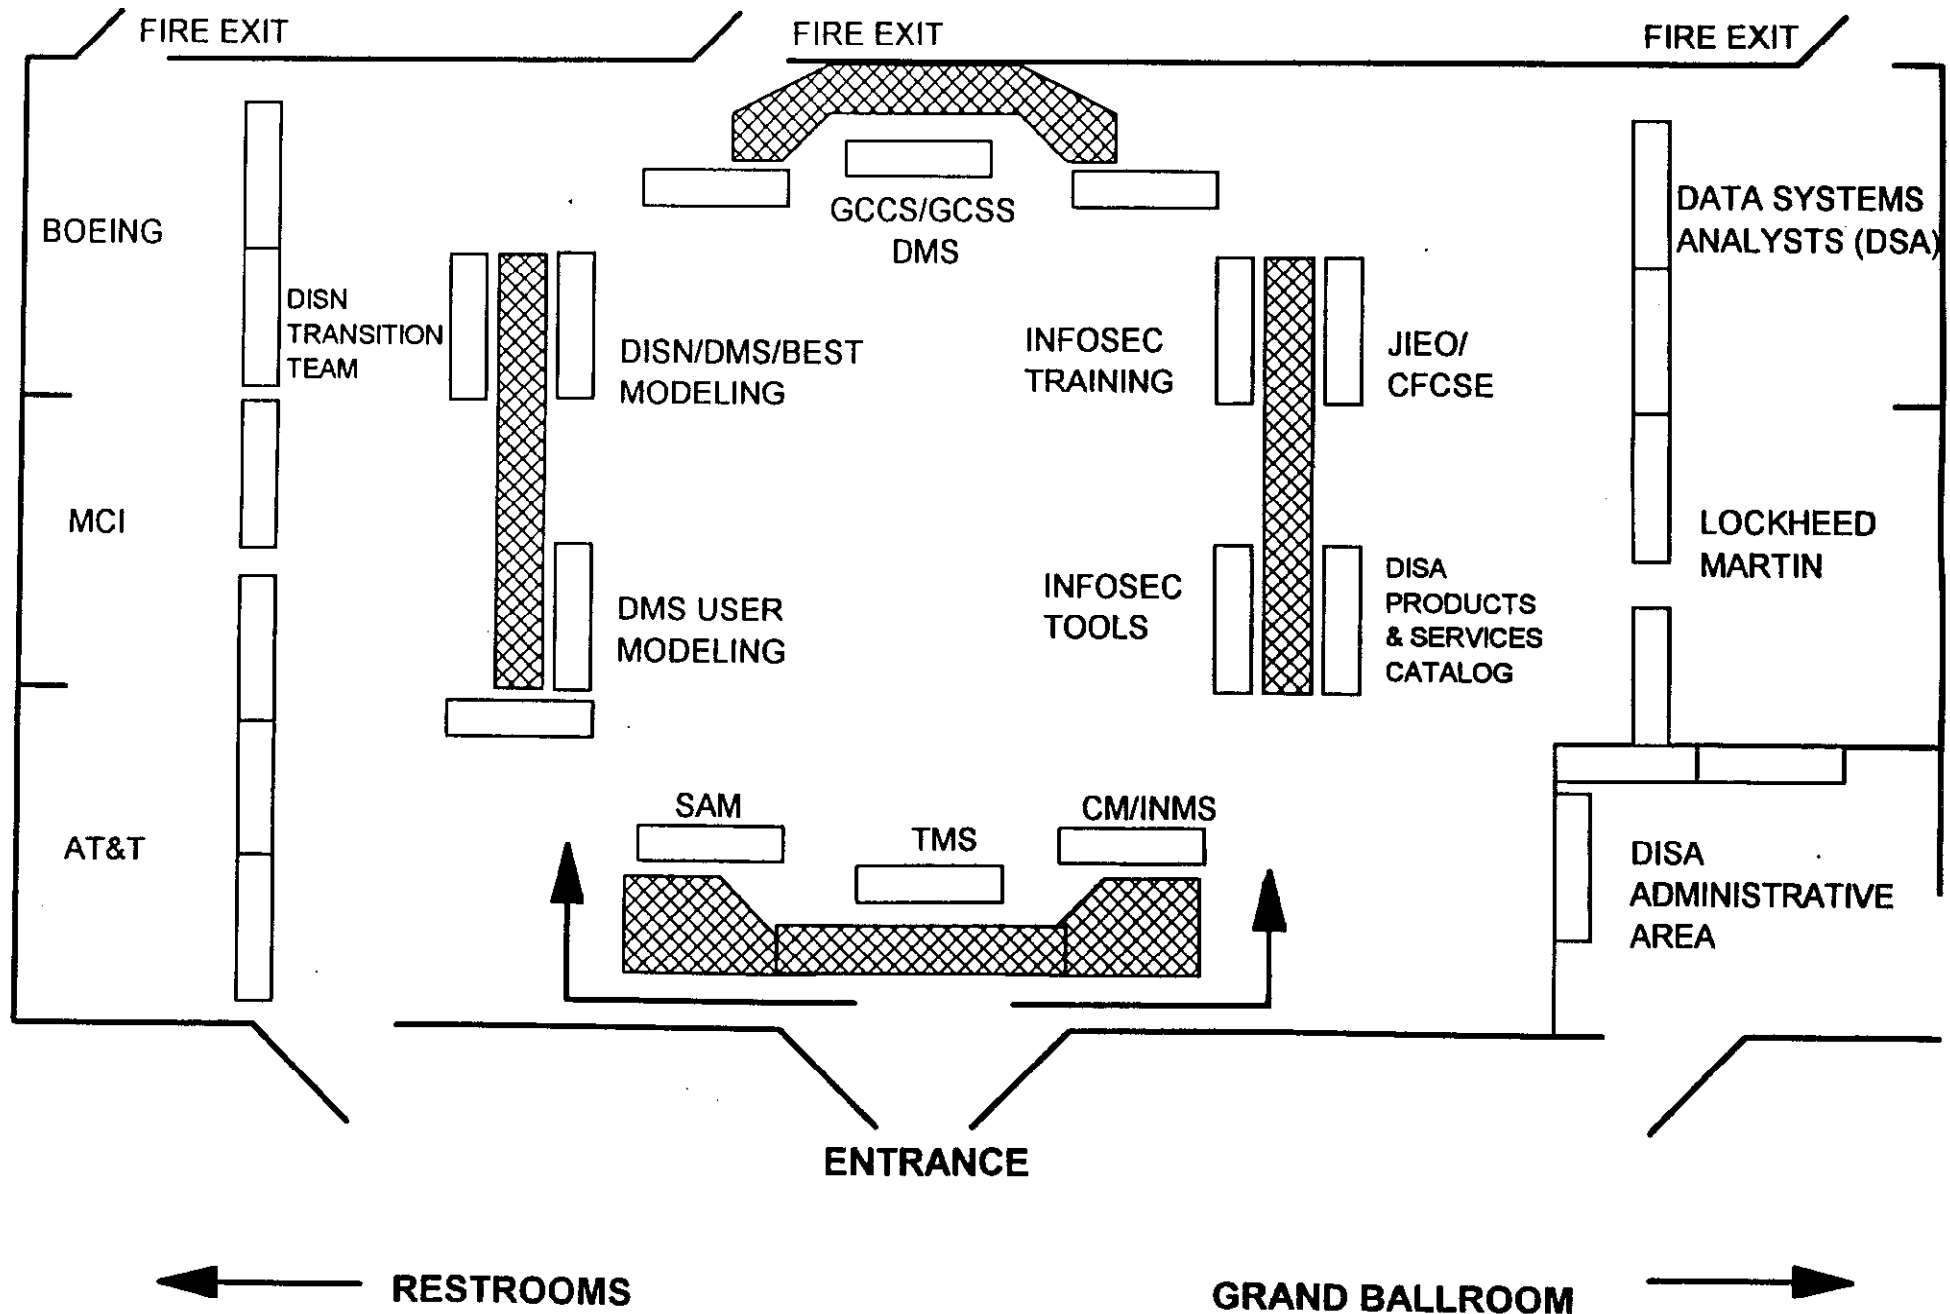 FIRE EXIT
FIRE EXIT
FIRE EXIT
BOEING
DISN
TRANSITION
TEAM
GCCS/GCSS
DMS
DATA SYSTEMS
ANALYSTS (DSA)
DISN/DMS/BEST
MODELING
INFOSEC
TRAINING
JIEO/
CFCSE
MCI
LOCKHEED
MARTIN
DMS USER
MODELING
INFOSEC
TOOLS
DISA
PRODUCTS
& SERVICES
CATALOG
AT&T
SAM
TMS
CM/INMS
DISA
ADMINISTRATIVE
AREA
ENTRANCE
RESTROOMS
GRAND BALLROOM